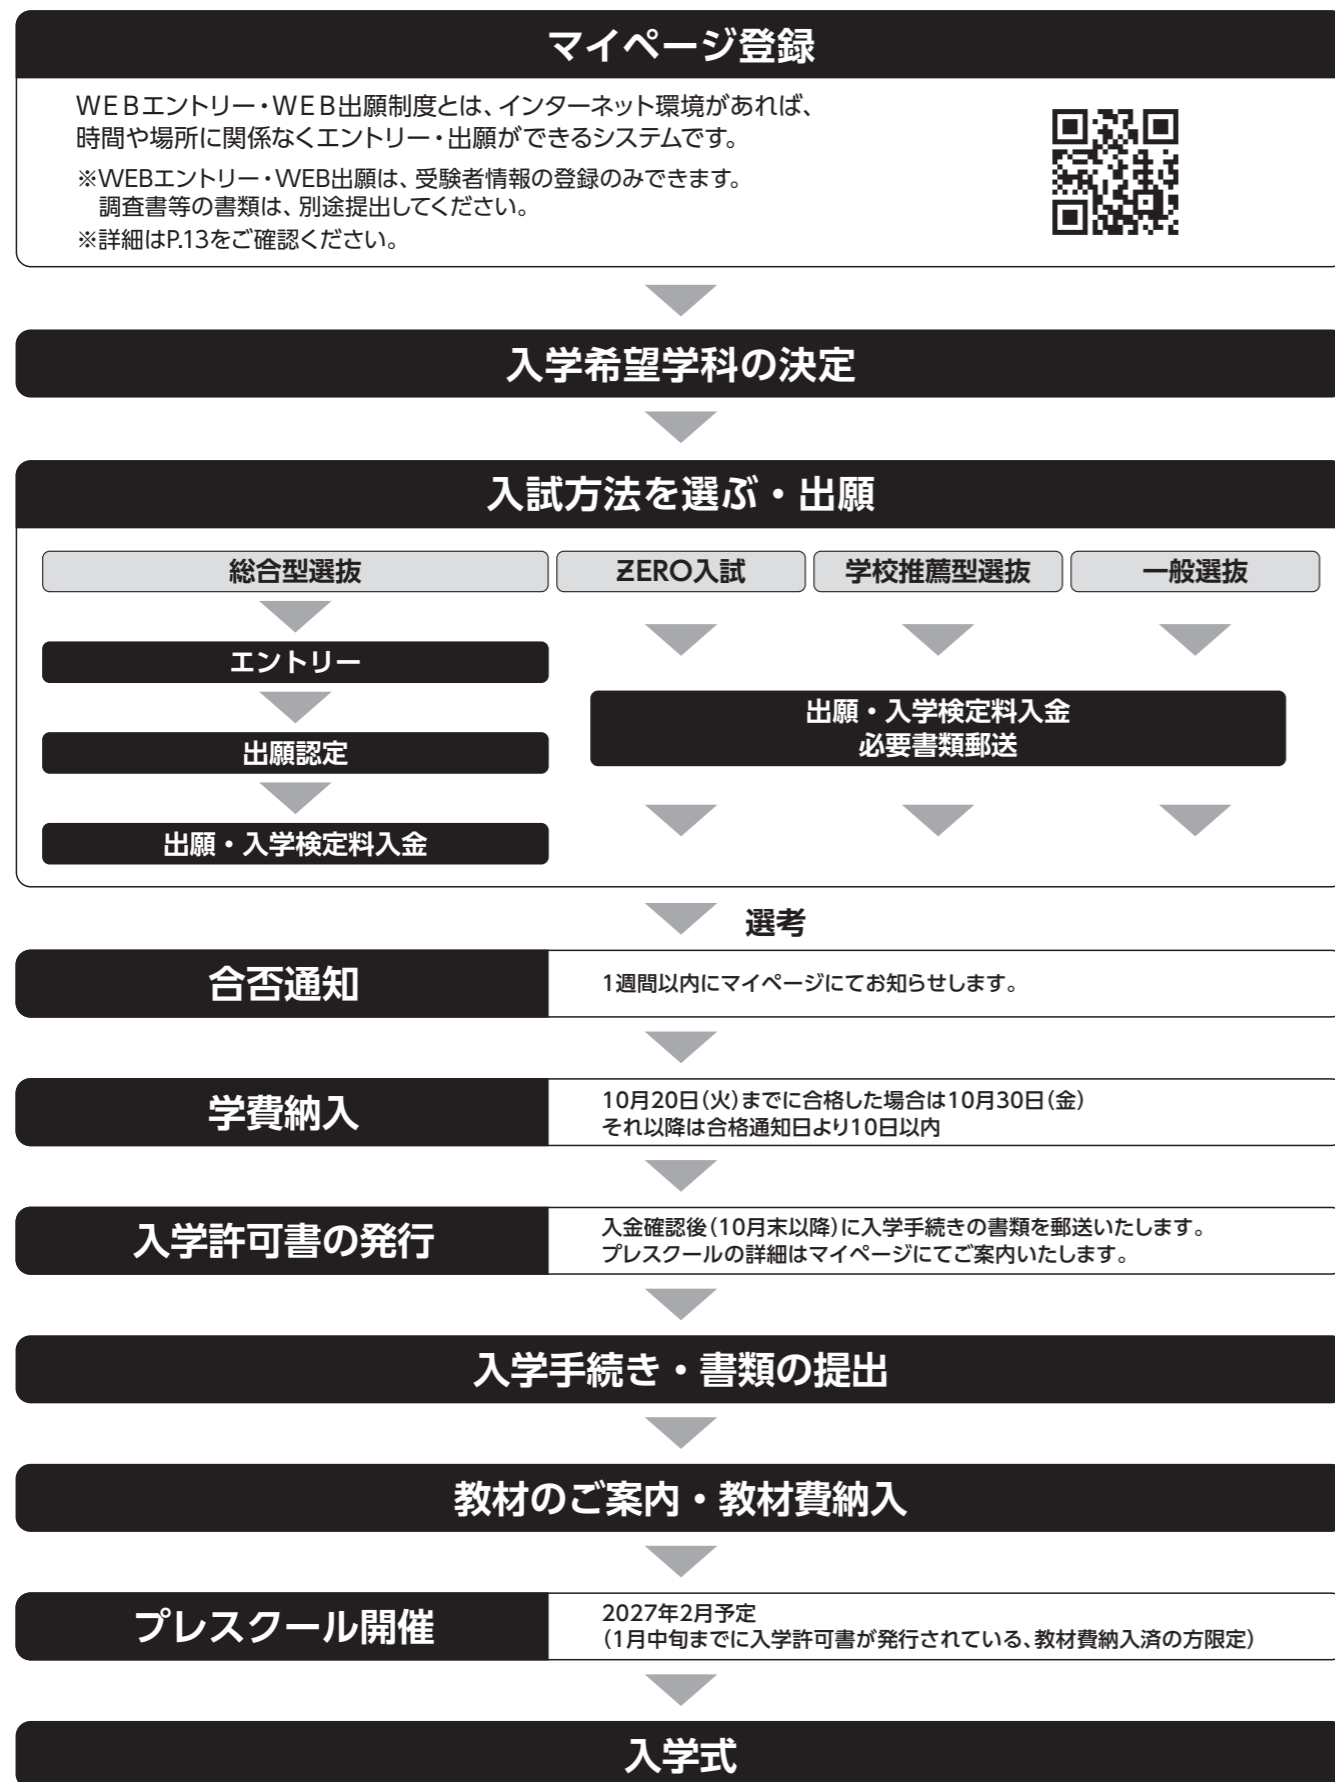 マイページ登録
WEBエントリー・WEB出願制度とは、インターネット環境があれば、
時間や場所に関係なくエントリー・出願ができるシステムです。
※WEBエントリー・WEB出願は、受験者情報の登録のみできます。
調査書等の書類は、別途提出してください。
※詳細はP.13をご確認ください。
入学希望学科の決定
入試方法を選ぶ・出願
総合型選抜
ZERO入試
学校推薦型選抜
一般選抜
エントリー
出願認定
出願・入学検定料入金
出願・入学検定料入金
必要書類郵送
選考
合否通知
1週間以内にマイページにてお知らせします。
学費納入
10月20日(火)までに合格した場合は10月30日(金)
それ以降は合格通知日より10日以内
入学許可書の発行
入金確認後(10月末以降)に入学手続きの書類を郵送いたします。
プレスクールの詳細はマイページにてご案内いたします。
入学手続き・書類の提出
教材のご案内・教材費納入
プレスクール開催
2027年2月予定
(1月中旬までに入学許可書が発行されている、教材費納入済の方限定)
入学式